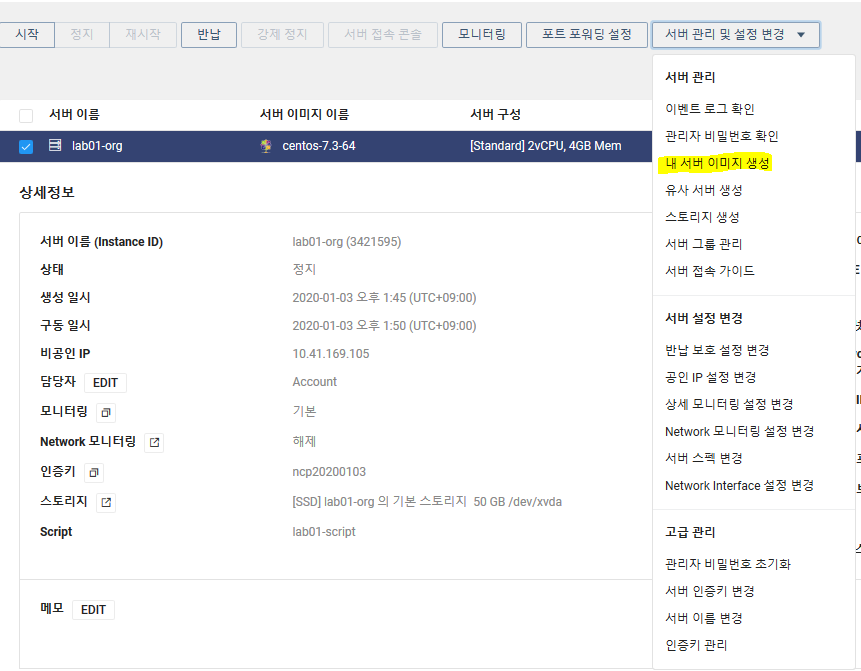 시작 정지 재시작 반납 강제 정지 서버 접속 콘솔 모니터링 포트 포워딩 설정 서버 관리 및 설정 변경
서버 이름 서버 이미지 이름 서버 구성
lab01-org centos-7.3-64 [Standard] 2vCPU, 4GB Mem
상세정보
서버 이름 (Instance ID) lab01-org (3421595)
상태 정지
생성 일시 2020-01-03 오후 1:45 (UTC+09:00)
구동 일시 2020-01-03 오후 1:50 (UTC+09:00)
비공인 IP 10.41.169.105
담당자 EDIT Account
모니터링 기본
Network 모니터링 해제
인증키 ncp20200103
스토리지 [SSD] lab01-org 의 기본 스토리지 50 GB /dev/xvda
Script lab01-script
메모 EDIT
서버 관리
이벤트 로그 확인
관리자 비밀번호 확인
내 서버 이미지 생성
유사 서버 생성
스토리지 생성
서버 그룹 관리
서버 접속 가이드
서버 설정 변경
반납 보호 설정 변경
공인 IP 설정 변경
상세 모니터링 설정 변경
Network 모니터링 설정 변경
서버 스펙 변경
Network Interface 설정 변경
고급 관리
관리자 비밀번호 초기화
서버 인증키 변경
서버 이름 변경
인증키 관리